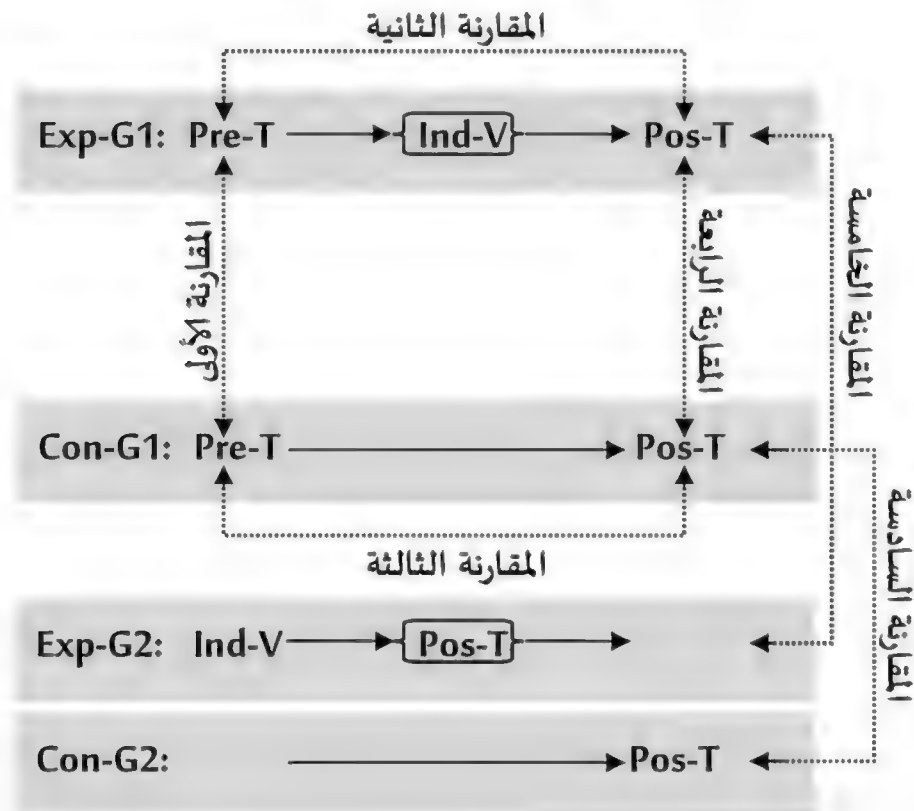 المقارنة الثانية
Exp-G1: Pre-T Ind-V Pos-T
المقارنة الأولى
المقارنة الرابعة
المقارنة الخامسة
Con-G1: Pre-T Pos-T
المقارنة الثالثة
المقارنة السادسة
Exp-G2: Ind-V Pos-T
Con-G2: Pos-T